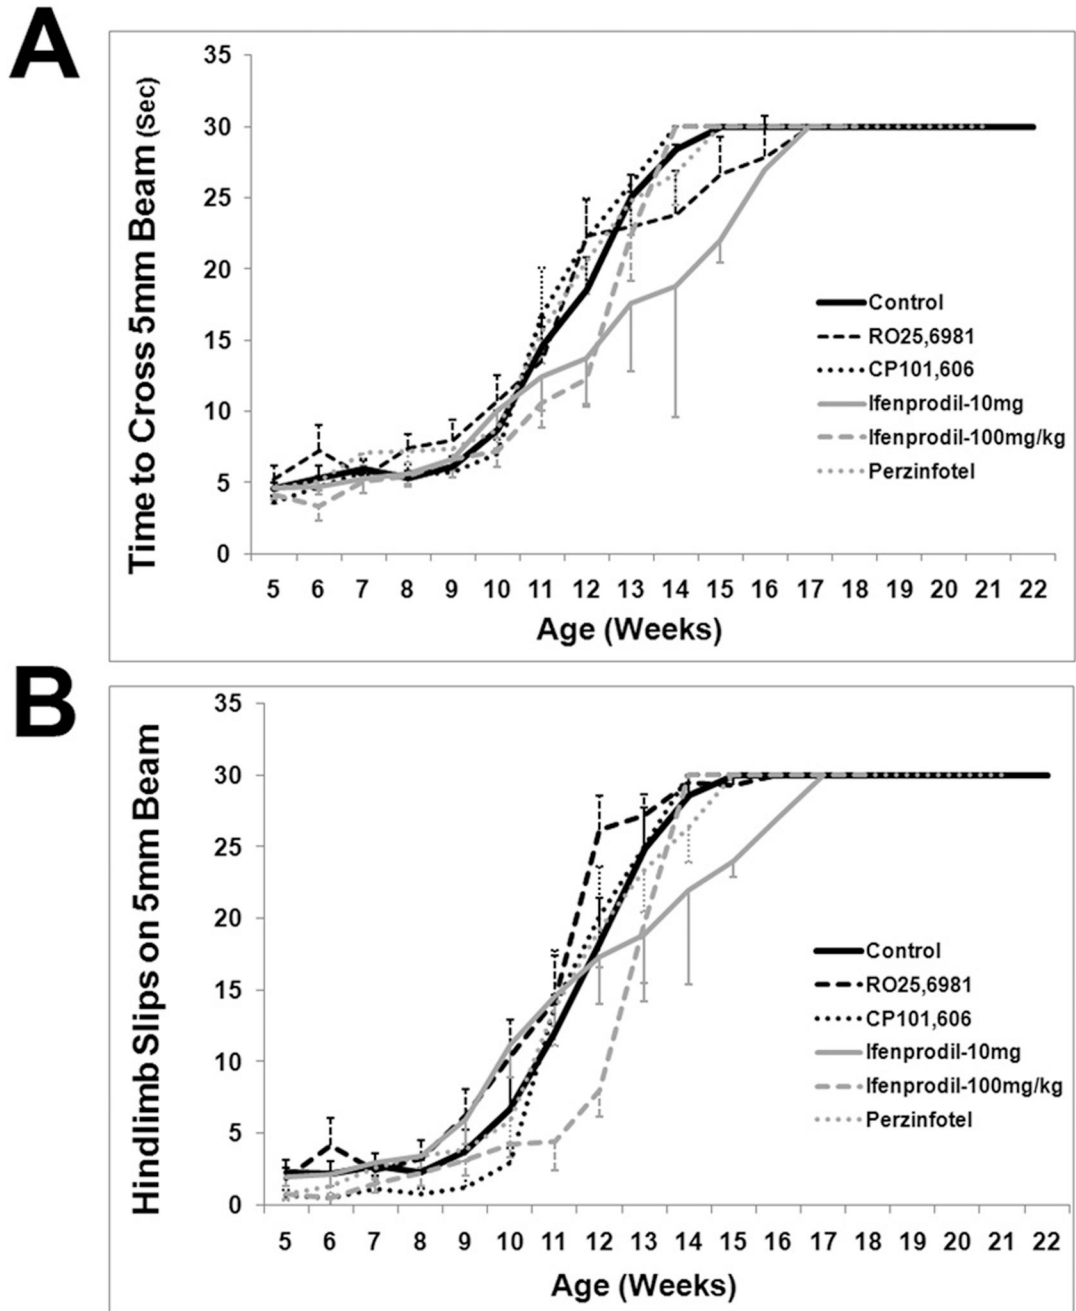 A
Time to Cross 5mm Beam (sec)
35
30
25
20
15
10
5
0
5 6 7 8 9 10 11 12 13 14 15 16 17 18 19 20 21 22
Age (Weeks)
Control
RO25,6981
CP101,606
Ifenprodil-10mg
Ifenprodil-100mg/kg
Perzinfotel
B
Hindlimb Slips on 5mm Beam
35
30
25
20
15
10
5
0
5 6 7 8 9 10 11 12 13 14 15 16 17 18 19 20 21 22
Age (Weeks)
Control
RO25,6981
CP101,606
Ifenprodil-10mg
Ifenprodil-100mg/kg
Perzinfotel